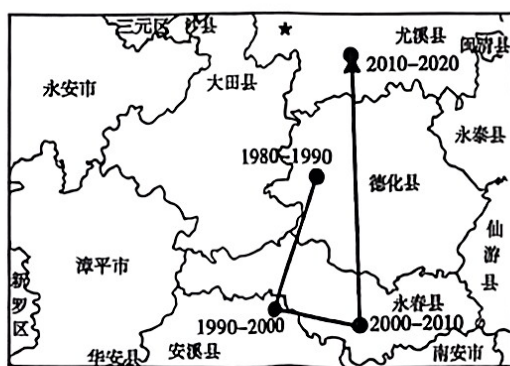 三元区
沙县
尤溪县
闽清县
2010-2020
大田县
永安市
永泰县
1980-1990
德化县
仙游县
漳平市
新罗区
永春县
1990-2000
2000-2010
华安县
安溪县
南安市